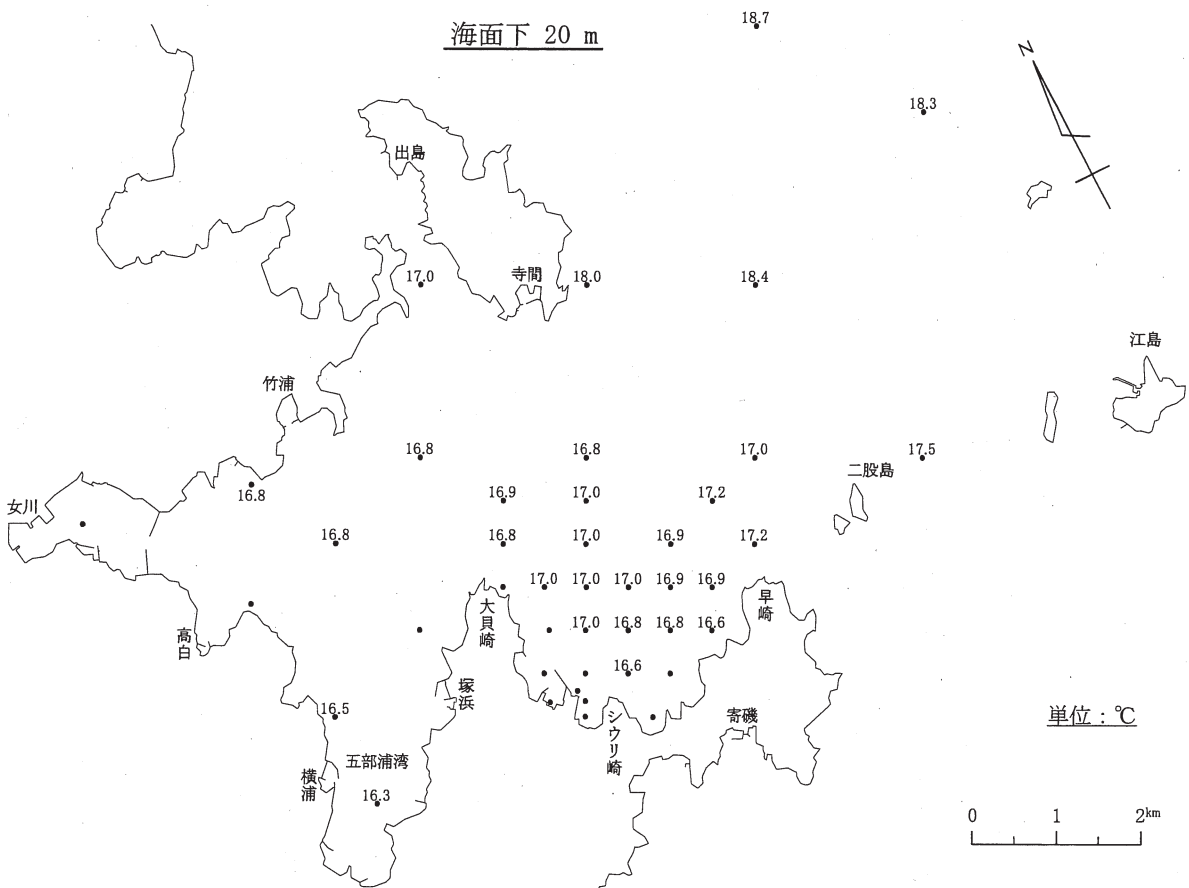 海面下 20 m
18.7
N
18.3
出島
17.0
寺間
18.0
18.4
江島
竹浦
16.8
16.8
17.0
17.5
二股島
16.8
16.9
17.0
17.2
女川
16.8
16.8
17.0
16.9
17.2
17.0
17.0
17.0
16.9
16.9
大貝崎
早崎
高白
17.0
16.8
16.8
16.6
16.6
塚浜
シウリ崎
寄磯
16.5
単位:℃
五部浦湾
横浦
16.3
0 1 2km